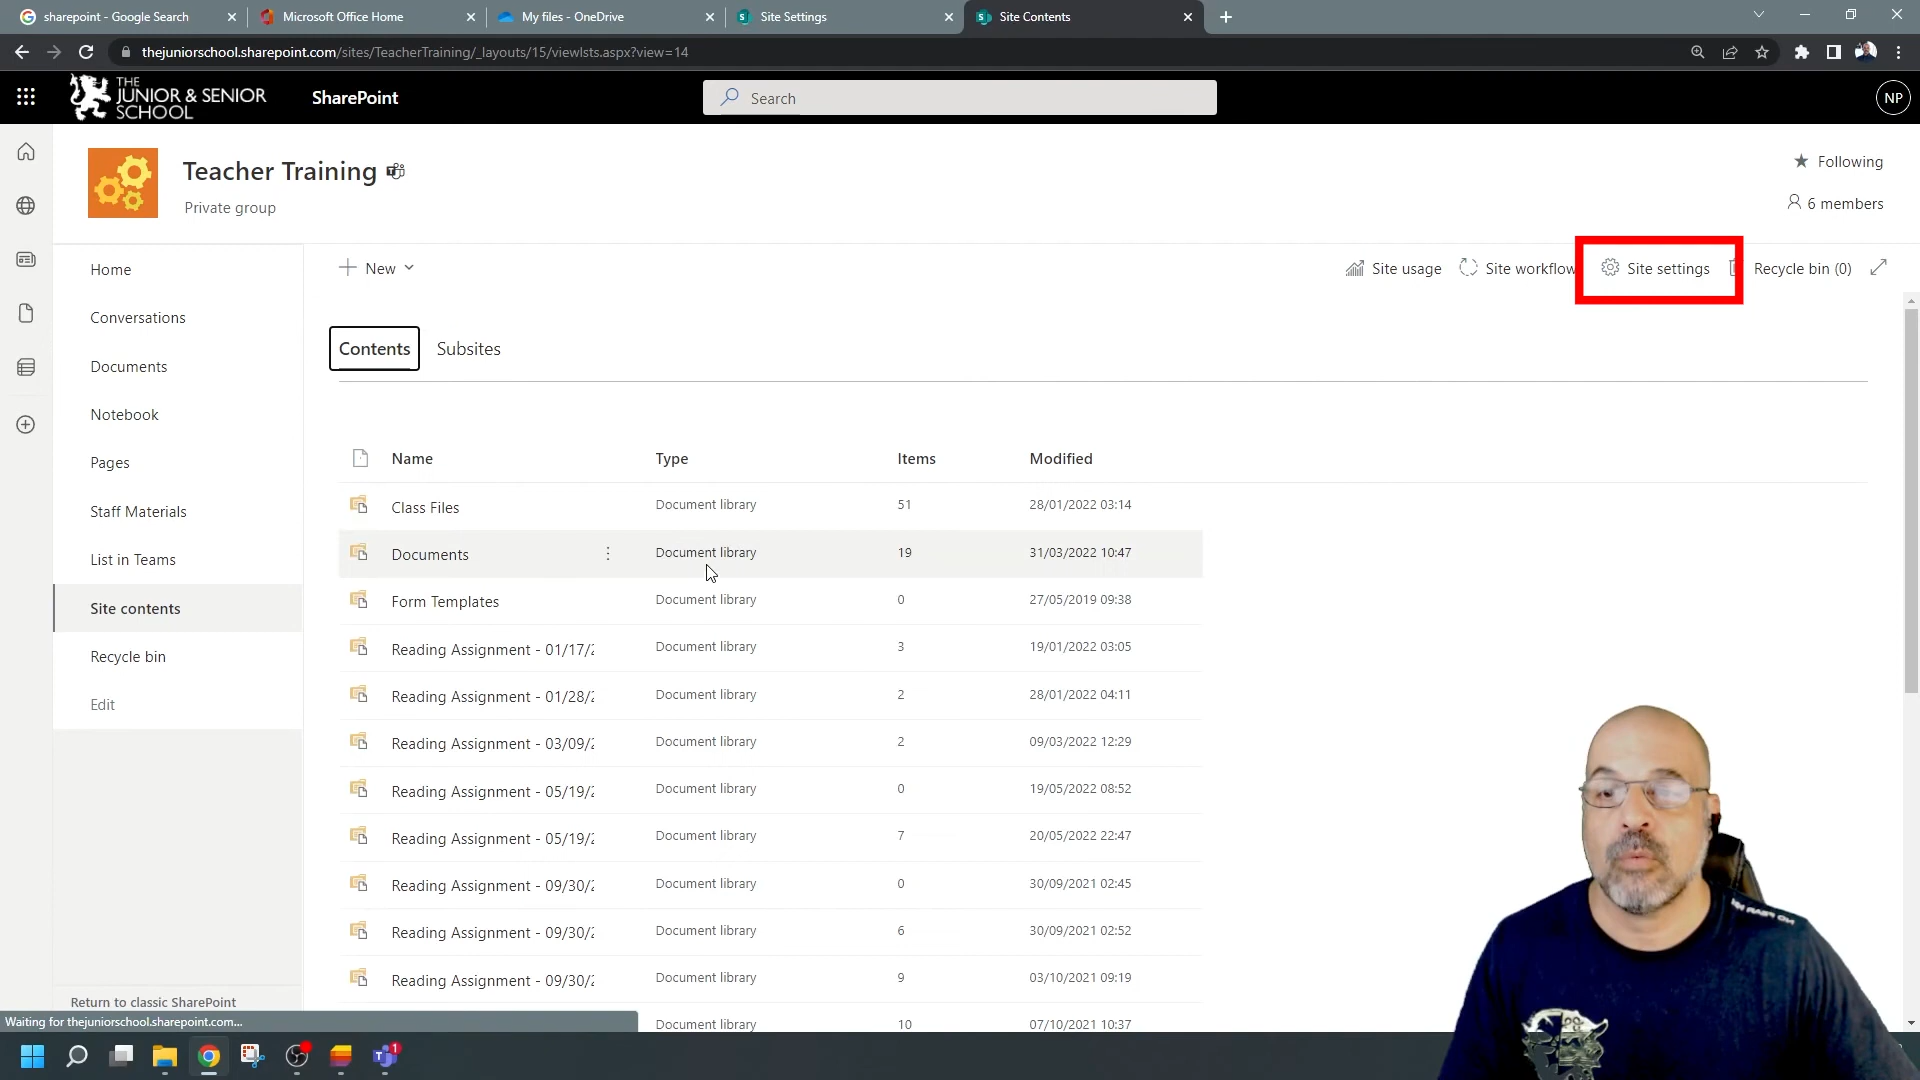 sharepoint - Google Search
Microsoft Office Home
My files - OneDrive
Site Settings
Site Contents
thejuniorschool.sharepoint.com/sites/TeacherTraining/_layouts/15/viewlsts.aspx?view=14
THE
JUNIOR & SENIOR
SCHOOL
SharePoint
Search
NP
Teacher Training
Private group
Following
6 members
Home
Conversations
Documents
Notebook
Pages
Staff Materials
List in Teams
Site contents
Recycle bin
Edit
Return to classic SharePoint
New
Site usage
Site workflow
Site settings
Recycle bin (0)
Contents
Subsites
Name Type Items Modified
Class Files Document library 51 28/01/2022 03:14
Documents Document library 19 31/03/2022 10:47
Form Templates Document library 0 27/05/2019 09:38
Reading Assignment - 01/17/2 Document library 3 19/01/2022 03:05
Reading Assignment - 01/28/2 Document library 2 28/01/2022 04:11
Reading Assignment - 03/09/2 Document library 2 09/03/2022 12:29
Reading Assignment - 05/19/2 Document library 0 19/05/2022 08:52
Reading Assignment - 05/19/2 Document library 7 20/05/2022 22:47
Reading Assignment - 09/30/2 Document library 0 30/09/2021 02:45
Reading Assignment - 09/30/2 Document library 6 30/09/2021 02:52
Reading Assignment - 09/30/2 Document library 9 03/10/2021 09:19
Document library 10 07/10/2021 10:37
Waiting for thejuniorschool.sharepoint.com...
1